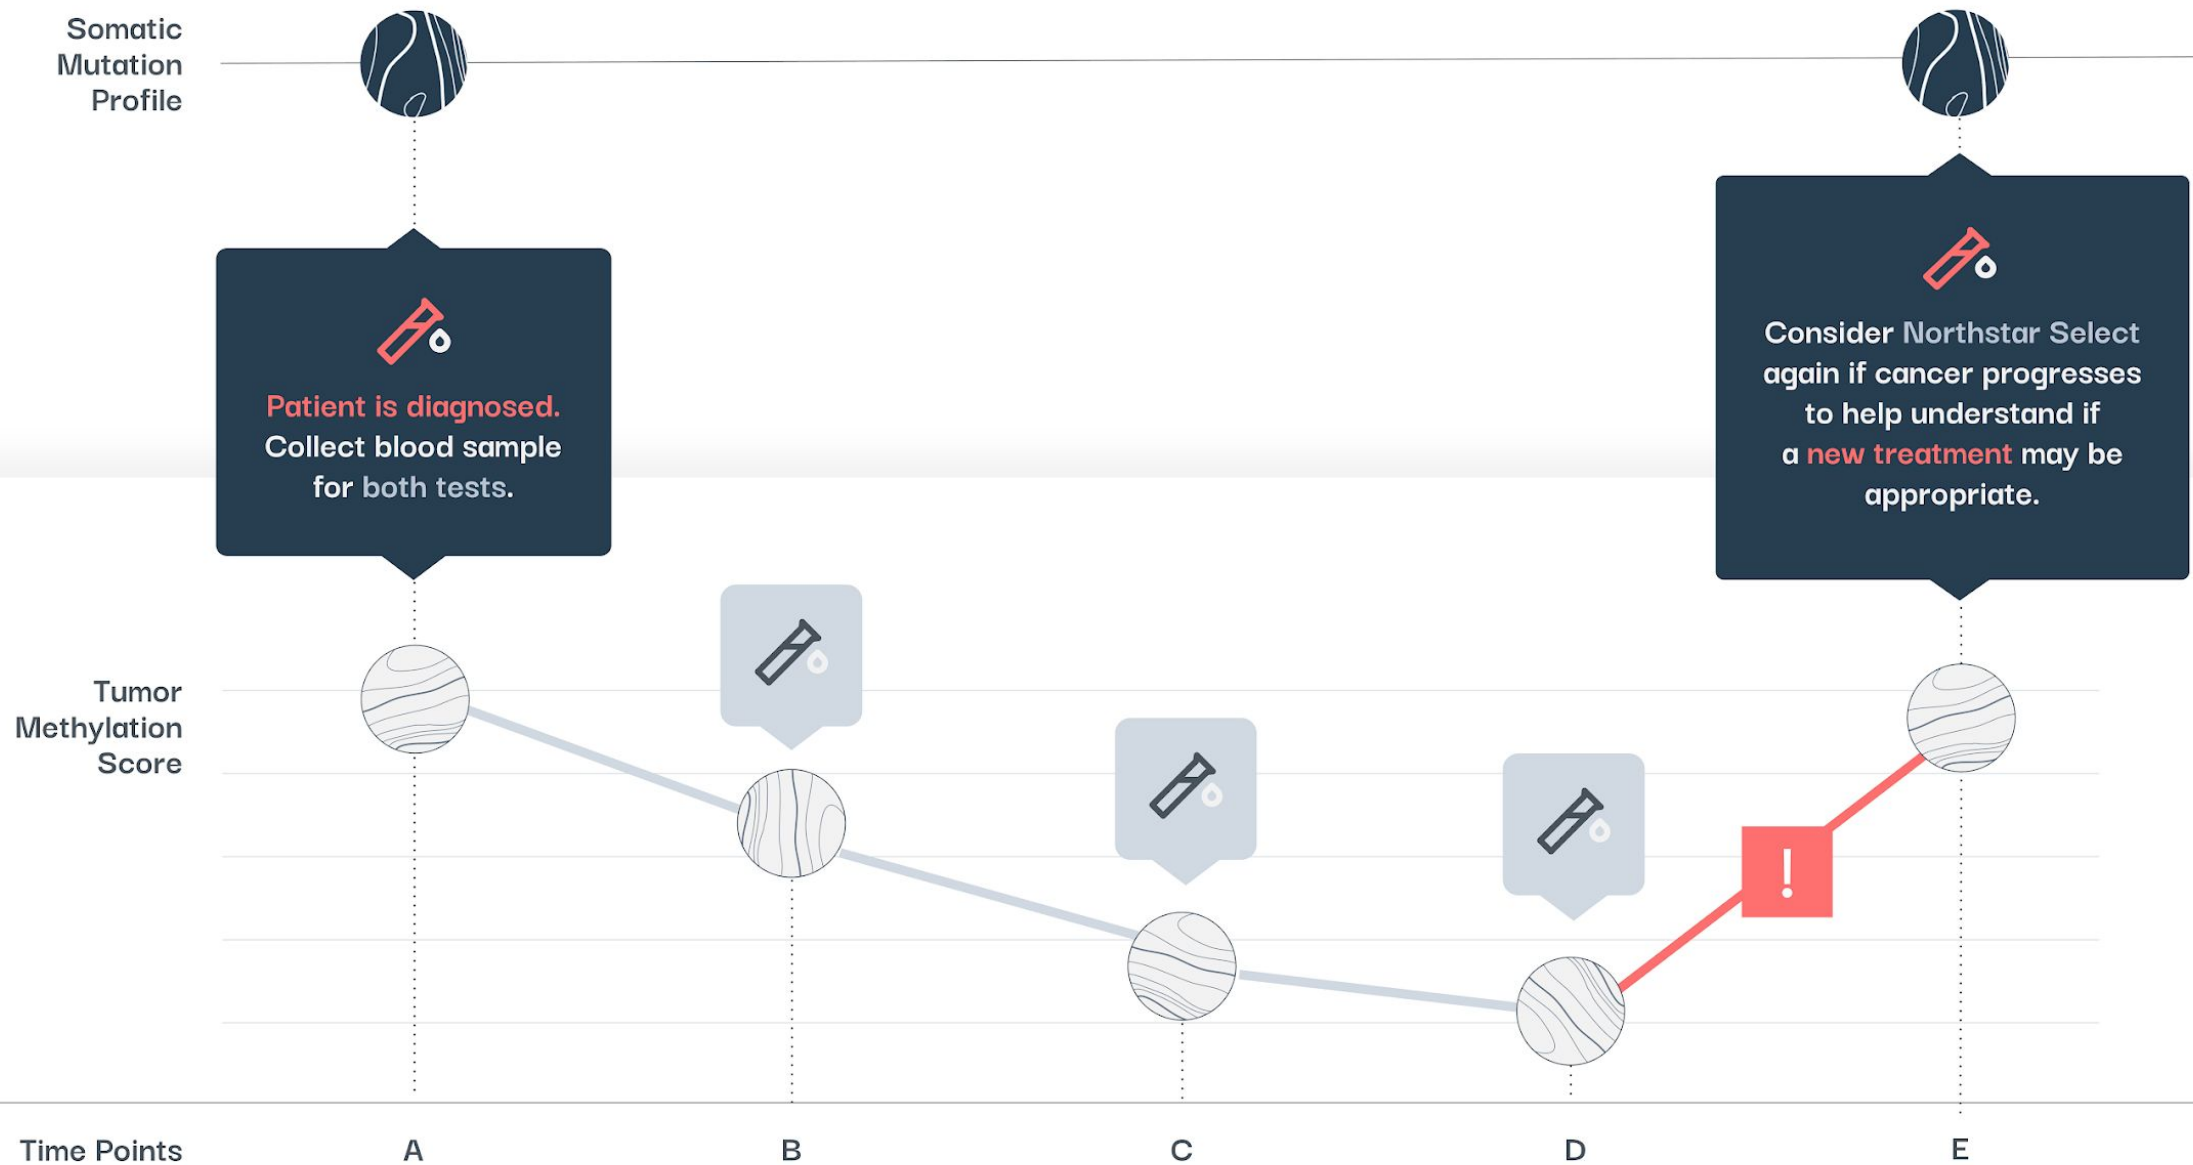 Somatic
Mutation
Profile
Patient is diagnosed.
Collect blood sample
for both tests.
Consider Northstar Select
again if cancer progresses
to help understand if
a new treatment may be
appropriate.
Tumor
Methylation
Score
!
Time Points A B C D E